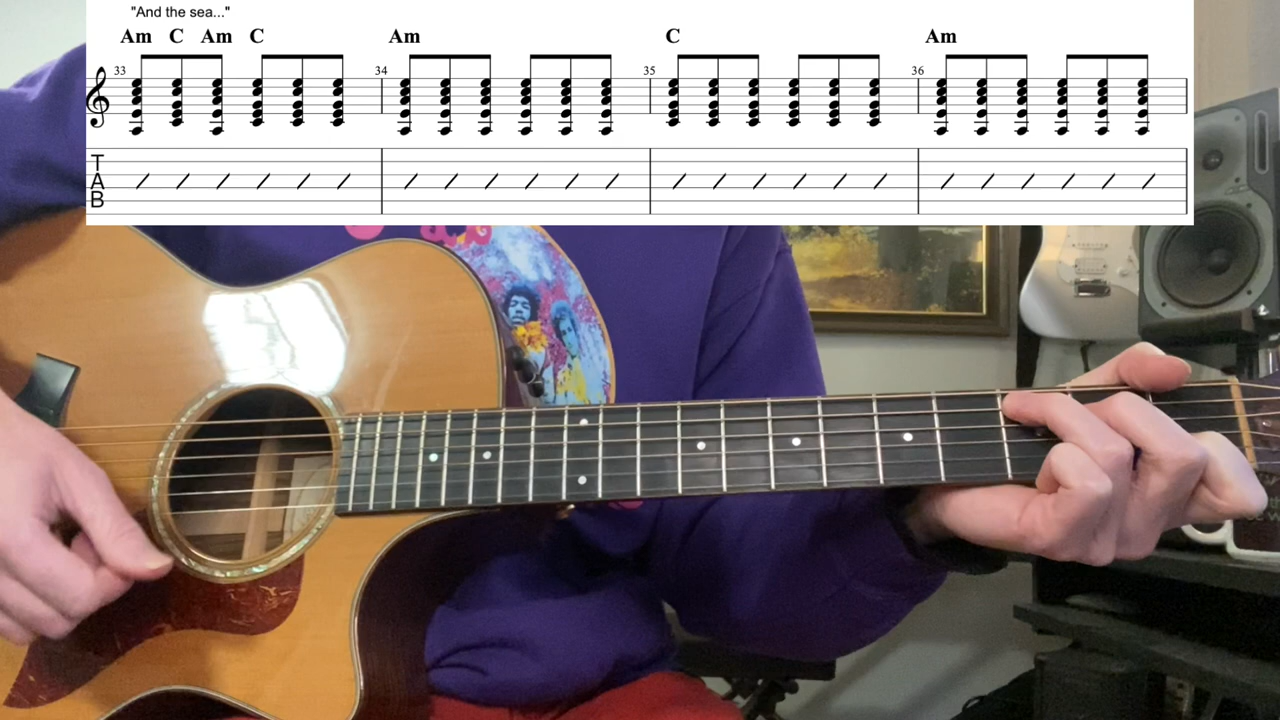 "And the sea..."
Am C Am C Am C Am
33 34 35 36
T
A
B